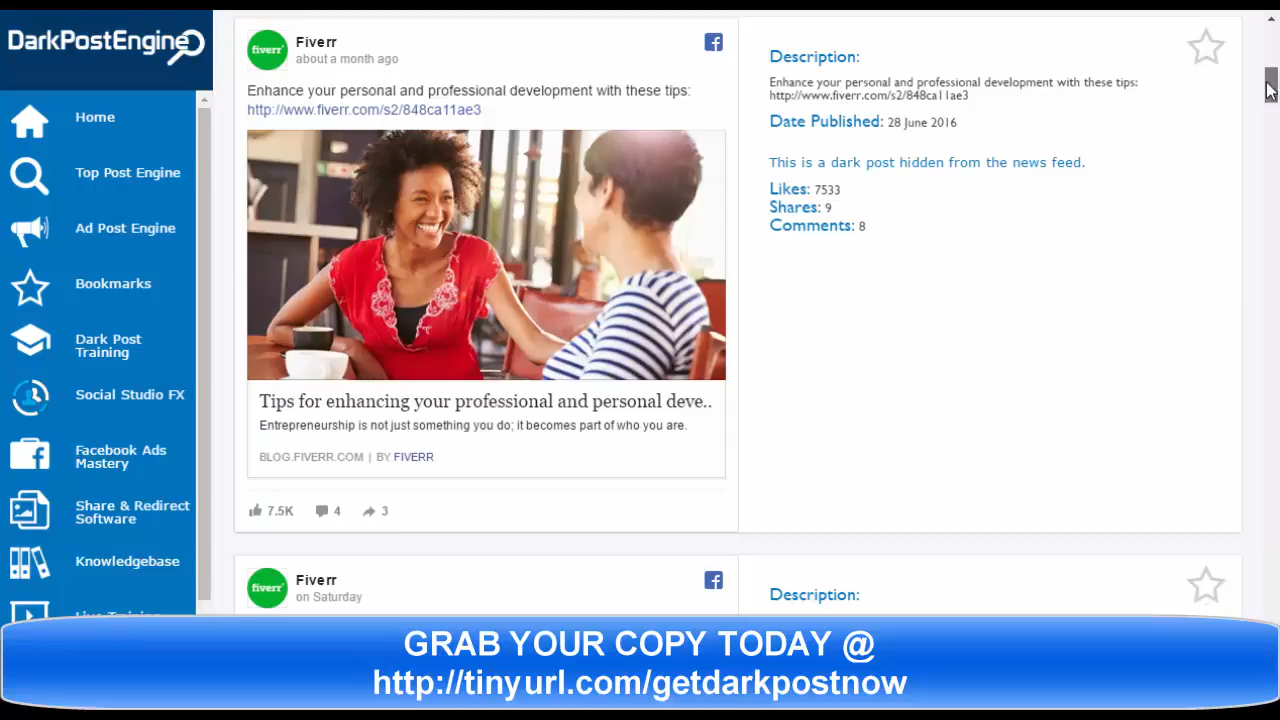 DarkPostEngine
Home
Top Post Engine
Ad Post Engine
Bookmarks
Dark Post
Training
Social Studio FX
Facebook Ads
Mastery
Share & Redirect
Software
Knowledgebase
fiverr
Fiverr
about a month ago
Enhance your personal and professional development with these tips:
http://www.fiverr.com/s2/848ca11ae3
Tips for enhancing your professional and personal deve..
Entrepreneurship is not just something you do; it becomes part of who you are.
BLOG.FIVERR.COM | BY FIVERR
7.5K 4 3
Description:
Enhance your personal and professional development with these tips:
http://www.fiverr.com/s2/848ca11ae3
Date Published: 28 June 2016
This is a dark post hidden from the news feed.
Likes: 7533
Shares: 9
Comments: 8
fiverr
Fiverr
on Saturday
Description:
GRAB YOUR COPY TODAY @
http://tinyurl.com/getdarkpostnow